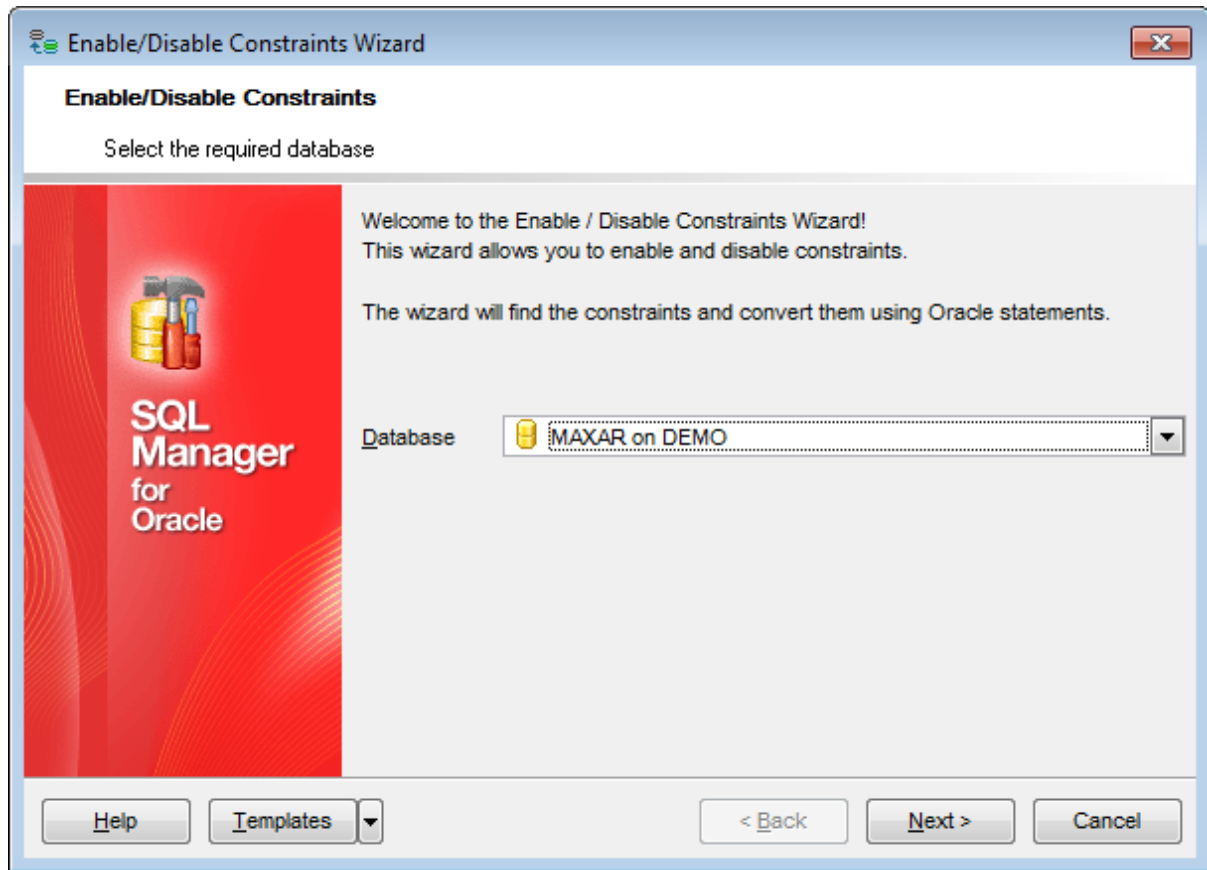 Enable/Disable Constraints Wizard
Enable/Disable Constraints
Select the required database
Welcome to the Enable / Disable Constraints Wizard!
This wizard allows you to enable and disable constraints.
The wizard will find the constraints and convert them using Oracle statements.
SQL
Manager
for
Oracle
Database MAXAR on DEMO
Help Templates < Back Next > Cancel